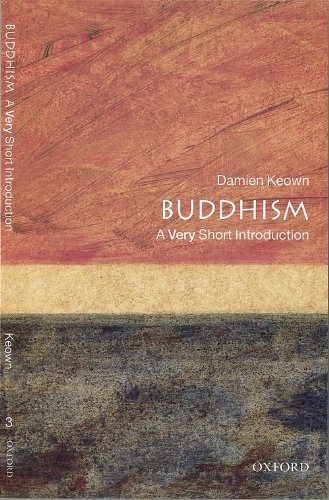 BUDDHISM A Very Short Introduction
Keown
3
OXFORD
Damien Keown
BUDDHISM
A Very Short Introduction
OXFORD